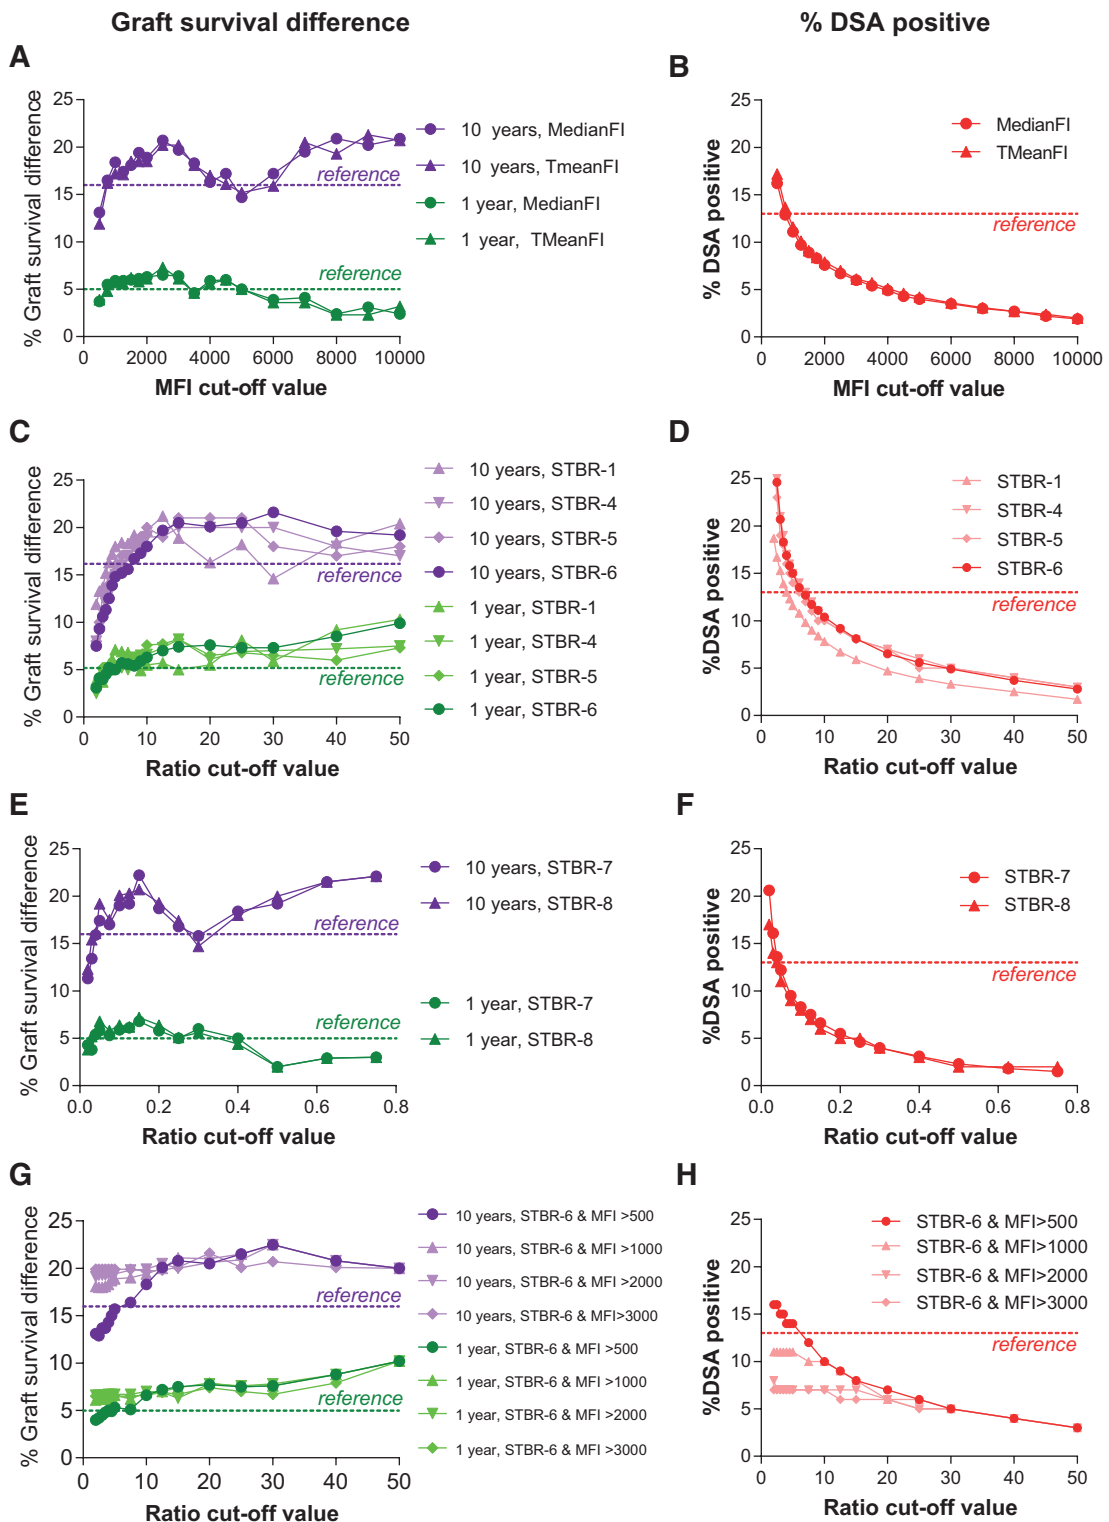 Graft survival difference
% DSA positive
A
% Graft survival difference
25
20
15
10
5
0
0 2000 4000 6000 8000 10000
MFI cut-off value
reference
reference
10 years, MedianFI
10 years, TmeanFI
1 year, MedianFI
1 year, TMeanFI
B
% DSA positive
25
20
15
10
5
0
0 2000 4000 6000 8000 10000
MFI cut-off value
MedianFI
TMeanFI
reference
C
% Graft survival difference
25
20
15
10
5
0
0 10 20 30 40 50
Ratio cut-off value
reference
reference
10 years, STBR-1
10 years, STBR-4
10 years, STBR-5
10 years, STBR-6
1 year, STBR-1
1 year, STBR-4
1 year, STBR-5
1 year, STBR-6
D
%DSA positive
25
20
15
10
5
0
0 10 20 30 40 50
Ratio cut-off value
STBR-1
STBR-4
STBR-5
STBR-6
reference
E
% Graft survival difference
25
20
15
10
5
0
0.0 0.2 0.4 0.6 0.8
Ratio cut-off value
reference
reference
10 years, STBR-7
10 years, STBR-8
1 year, STBR-7
1 year, STBR-8
F
%DSA positive
25
20
15
10
5
0
0.0 0.2 0.4 0.6 0.8
Ratio cut-off value
STBR-7
STBR-8
reference
G
% Graft survival difference
25
20
15
10
5
0
0 10 20 30 40 50
Ratio cut-off value
reference
reference
10 years, STBR-6 & MFI >500
10 years, STBR-6 & MFI >1000
10 years, STBR-6 & MFI >2000
10 years, STBR-6 & MFI>3000
1 year, STBR-6 & MFI >500
1 year, STBR-6 & MFI >1000
1 year, STBR-6 & MFI >2000
1 year, STBR-6 & MFI >3000
H
%DSA positive
25
20
15
10
5
0
0 10 20 30 40 50
Ratio cut-off value
STBR-6 & MFI>500
STBR-6 & MFI>1000
STBR-6 & MFI>2000
STBR-6 & MFI>3000
reference